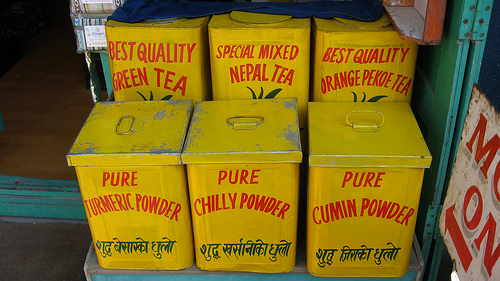 BEST QUALITY
GREEN TEA
SPECIAL MIXED
NEPAL TEA
BEST QUALITY
ORANGE PEKOE TEA
PURE
TURMERIC POWDER
शुद्ध बेसारको धुलो
PURE
CHILLY POWDER
शुद्ध खुर्सानीको धुलो
PURE
CUMIN POWDER
शुद्ध जिराको धुलो
ON